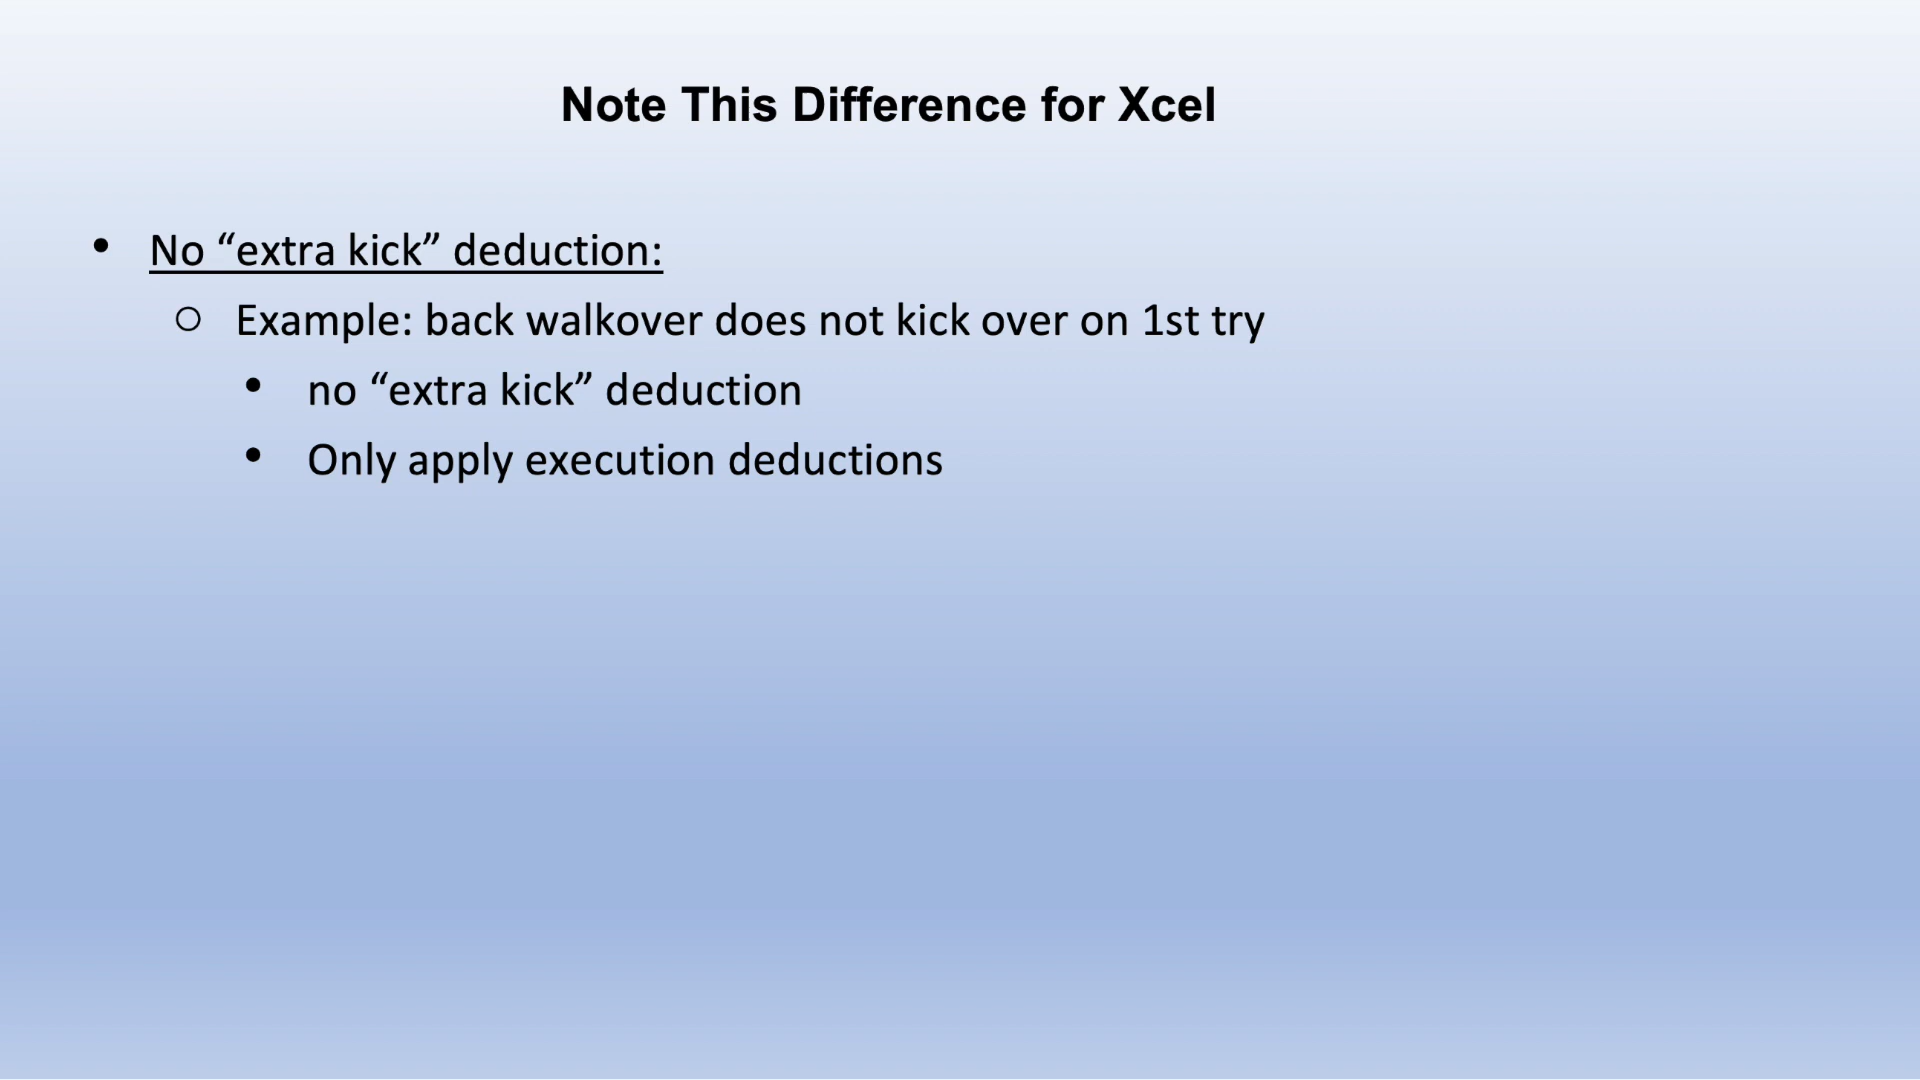 Note This Difference for Xcel
• No “extra kick” deduction:
○ Example: back walkover does not kick over on 1st try
• no “extra kick” deduction
• Only apply execution deductions